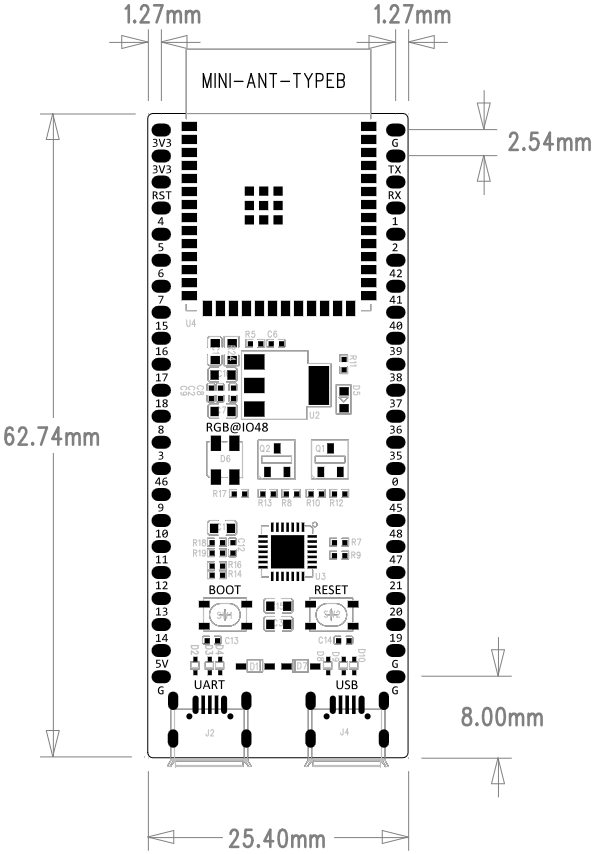 1.27mm 1.27mm
MINI-ANT-TYPEB
2.54mm
3V3 G
3V3 TX
RST RX
4 1
5 2
6 42
7 41
U4
15 40
R5 C6
16 39
R11
17 38
D5
C9 C2 C8
18 37
U2
RGB@IO48
8 36
62.74mm
Q2 Q1
D6
3 35
46 0
R17 R13 R8 R10 R12
9 45
10 48
R18 C12 R7
R19 R9
11 47
R16
R14 U3
12 21
BOOT RESET
13 20
C13 C14
14 19
D2 D3 D4 D10
5V D1 D7 G
UART USB
G G
8.00mm
J2 J4
25.40mm